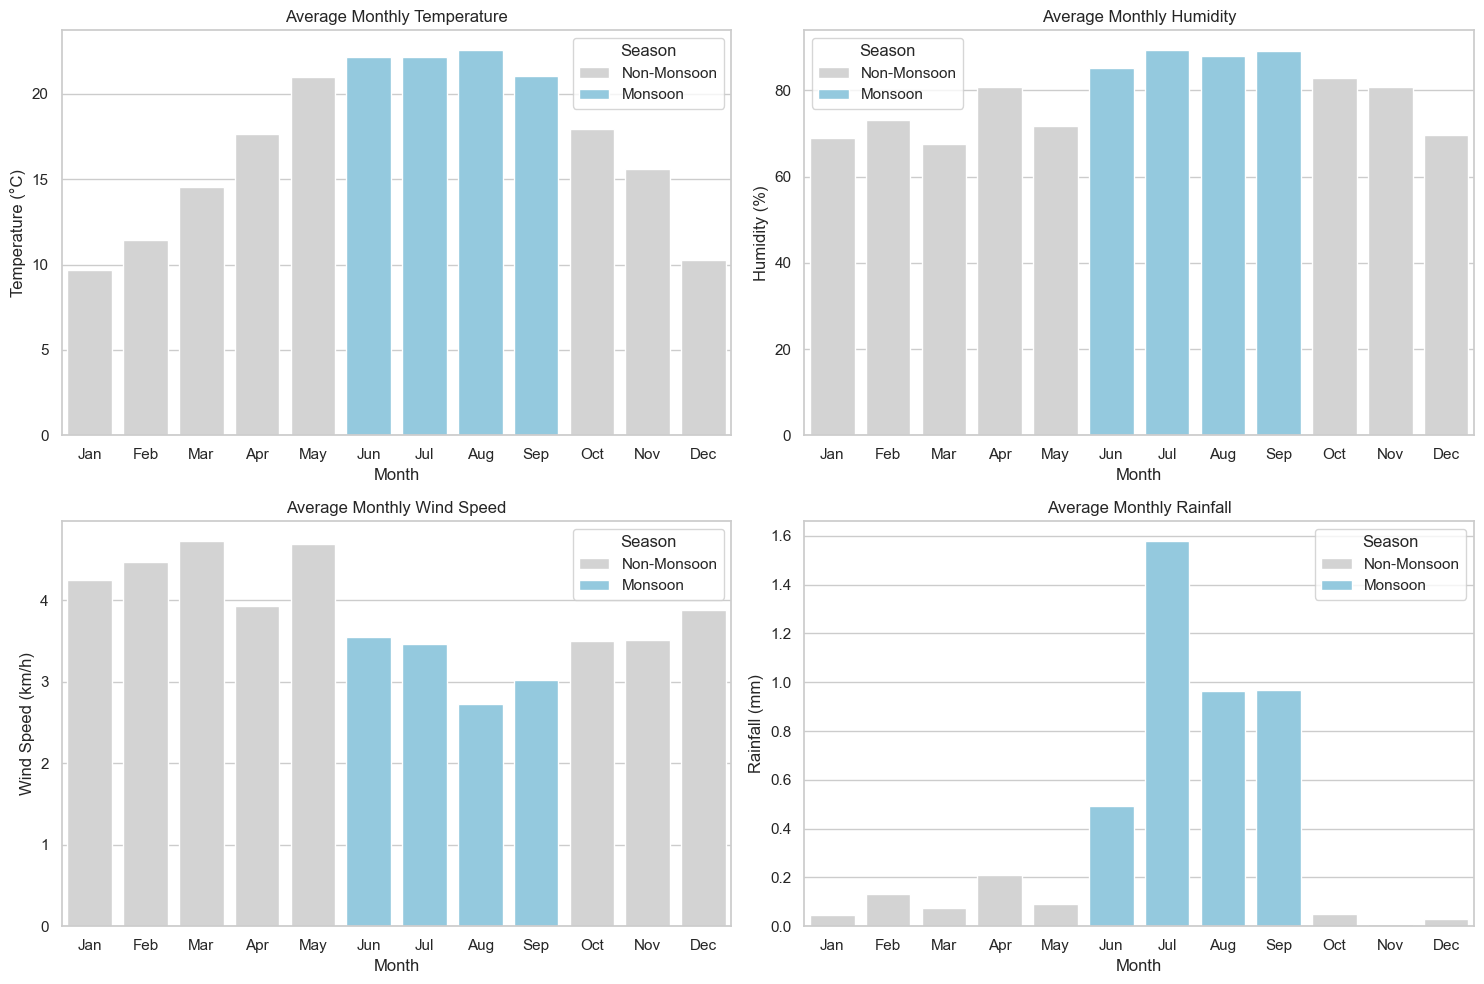 Average Monthly Temperature
Temperature (°C)
20
15
10
5
0
Season
Non-Monsoon
Monsoon
Jan Feb Mar Apr May Jun Jul Aug Sep Oct Nov Dec
Month
Average Monthly Humidity
Humidity (%)
80
60
40
20
0
Season
Non-Monsoon
Monsoon
Jan Feb Mar Apr May Jun Jul Aug Sep Oct Nov Dec
Month
Average Monthly Wind Speed
Wind Speed (km/h)
4
3
2
1
0
Season
Non-Monsoon
Monsoon
Jan Feb Mar Apr May Jun Jul Aug Sep Oct Nov Dec
Month
Average Monthly Rainfall
Rainfall (mm)
1.6
1.4
1.2
1.0
0.8
0.6
0.4
0.2
0.0
Season
Non-Monsoon
Monsoon
Jan Feb Mar Apr May Jun Jul Aug Sep Oct Nov Dec
Month